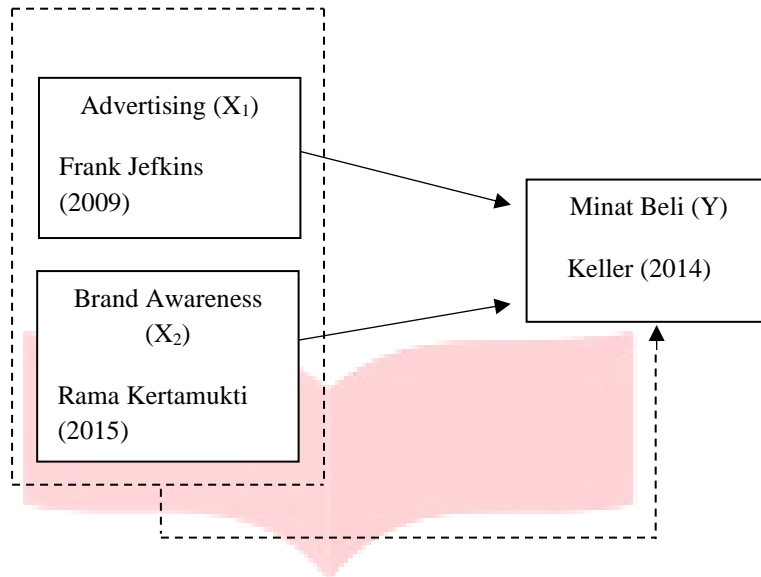 Advertising (X₁)
Frank Jefkins
(2009)
Brand Awareness
(X₂)
Rama Kertamukti
(2015)
Minat Beli (Y)
Keller (2014)